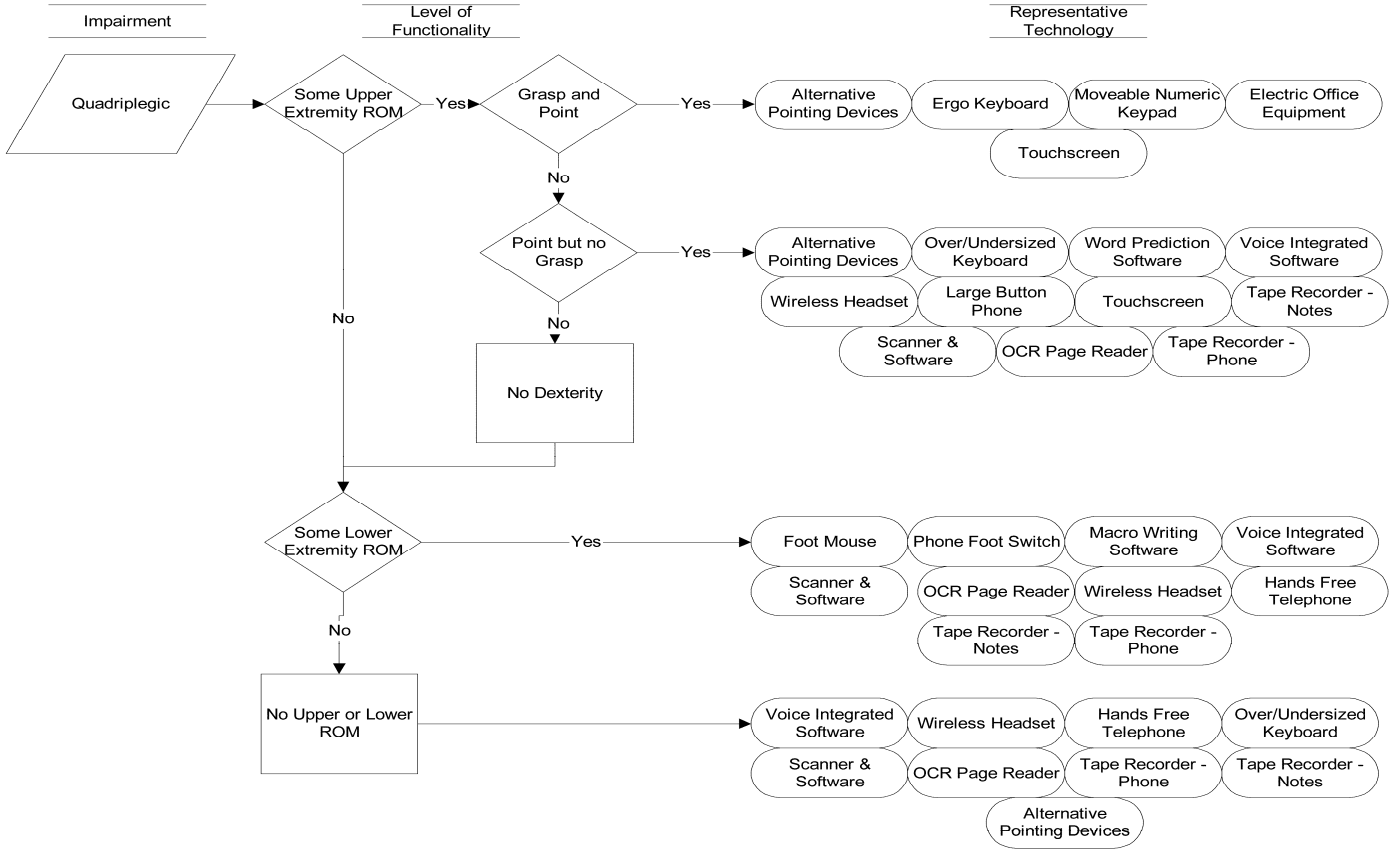 Impairment
Level of
Functionality
Representative
Technology
Quadriplegic
Some Upper
Extremity ROM
Yes
Grasp and
Point
Yes
Alternative
Pointing Devices
Ergo Keyboard
Moveable Numeric
Keypad
Electric Office
Equipment
Touchscreen
No
Point but no
Grasp
Yes
Alternative
Pointing Devices
Over/Undersized
Keyboard
Word Prediction
Software
Voice Integrated
Software
Wireless Headset
Large Button
Phone
Touchscreen
Tape Recorder -
Notes
Scanner &
Software
OCR Page Reader
Tape Recorder -
Phone
No
No
No Dexterity
Some Lower
Extremity ROM
Yes
Foot Mouse
Phone Foot Switch
Macro Writing
Software
Voice Integrated
Software
Scanner &
Software
OCR Page Reader
Wireless Headset
Hands Free
Telephone
Tape Recorder -
Notes
Tape Recorder -
Phone
No
No Upper or Lower
ROM
Voice Integrated
Software
Wireless Headset
Hands Free
Telephone
Over/Undersized
Keyboard
Scanner &
Software
OCR Page Reader
Tape Recorder -
Phone
Tape Recorder -
Notes
Alternative
Pointing Devices